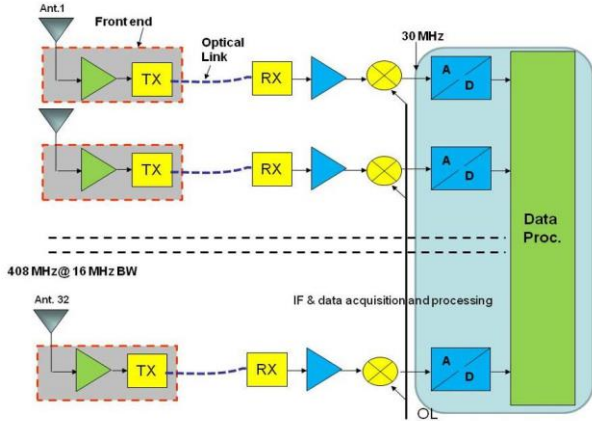 Ant.1
Front end
Optical
Link
30 MHz
TX
RX
A
D
TX
RX
A
D
Data
Proc.
408 MHz@ 16 MHz BW
Ant. 32
IF & data acquisition and processing
TX
RX
A
D
OL